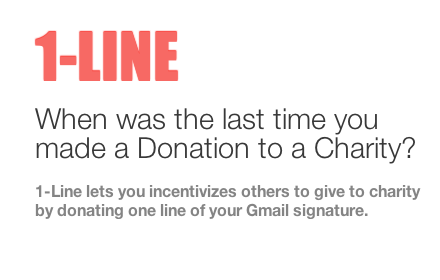 1-LINE
When was the last time you
made a Donation to a Charity?
1-Line lets you incentivizes others to give to charity
by donating one line of your Gmail signature.